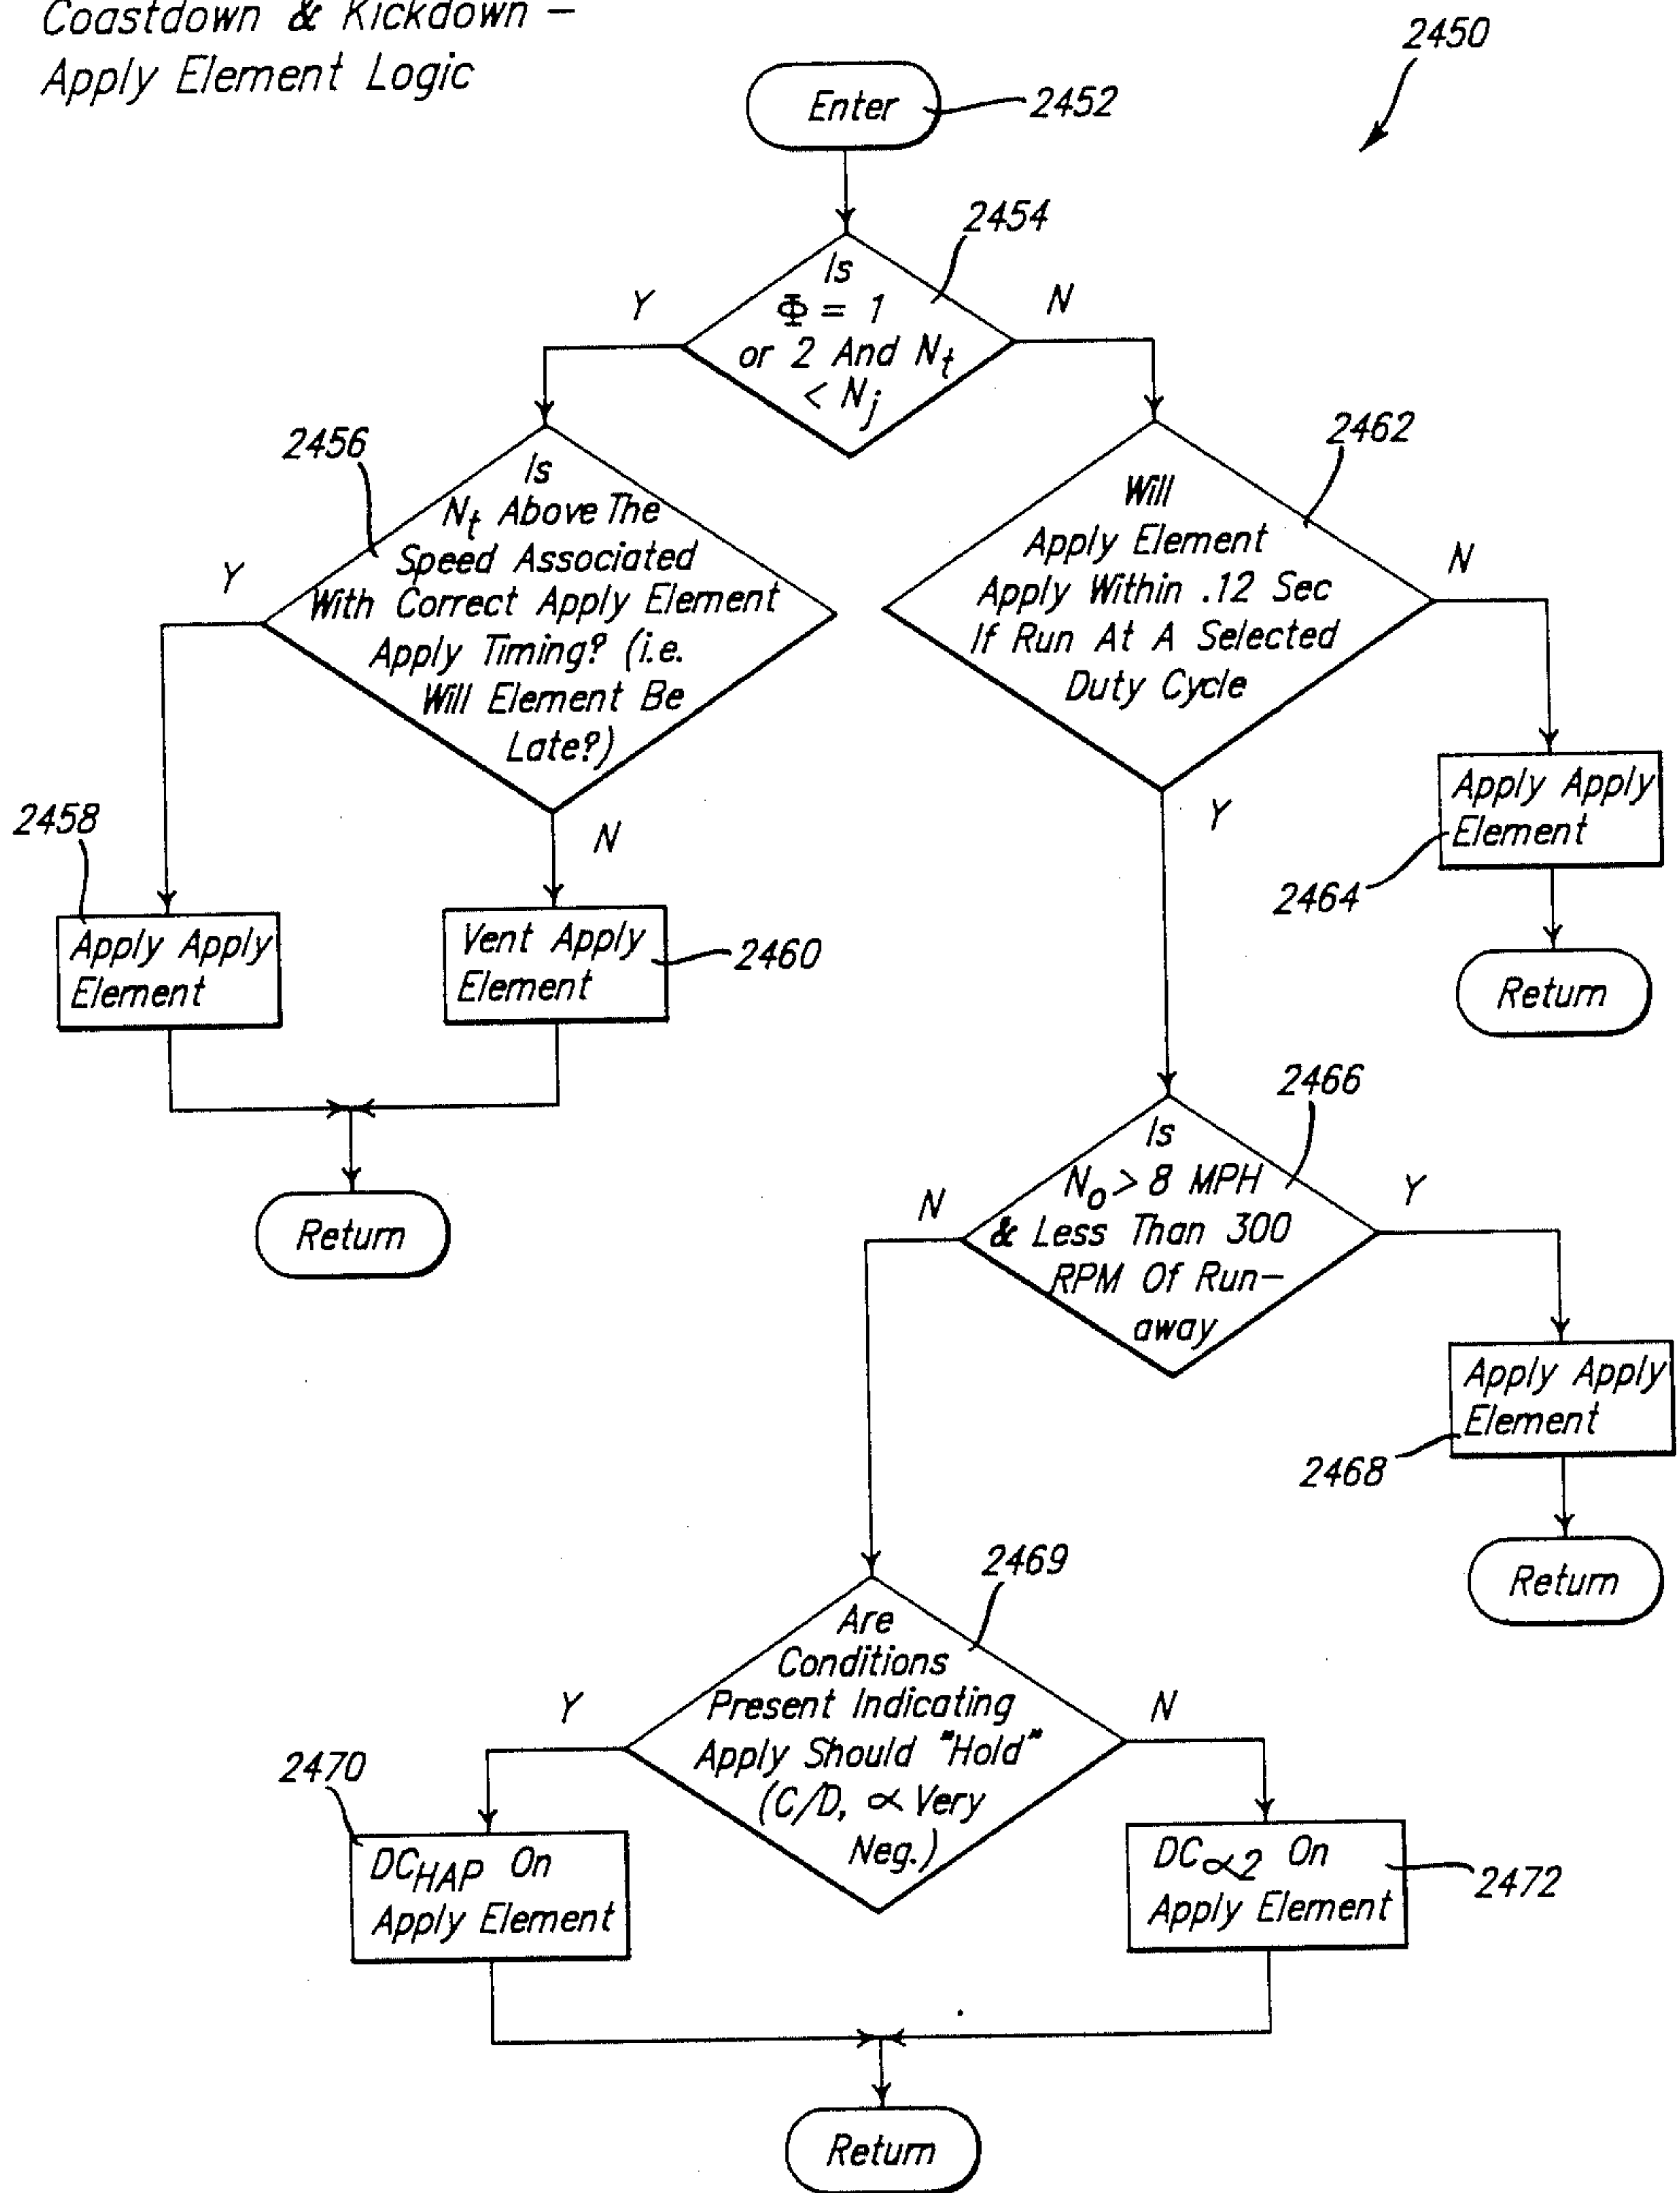 Coastdown & Kickdown –
Apply Element Logic
2450
Enter
2452
2454
Is
Φ = 1
or 2 And Nt
< Nj
Y
N
2456
Is
Nt Above The
Speed Associated
With Correct Apply Element
Apply Timing? (i.e.
Will Element Be
Late?)
Y
N
2462
Will
Apply Element
Apply Within .12 Sec
If Run At A Selected
Duty Cycle
N
Y
2458
Apply Apply
Element
Vent Apply
Element
2460
Return
Apply Apply
Element
2464
Return
2466
Is
No > 8 MPH
& Less Than 300
RPM Of Run-
away
N
Y
Apply Apply
Element
2468
Return
2469
Are
Conditions
Present Indicating
Apply Should "Hold"
(C/D, ∝ Very
Neg.)
Y
N
2470
DCHAP On
Apply Element
DC∝2 On
Apply Element
2472
Return